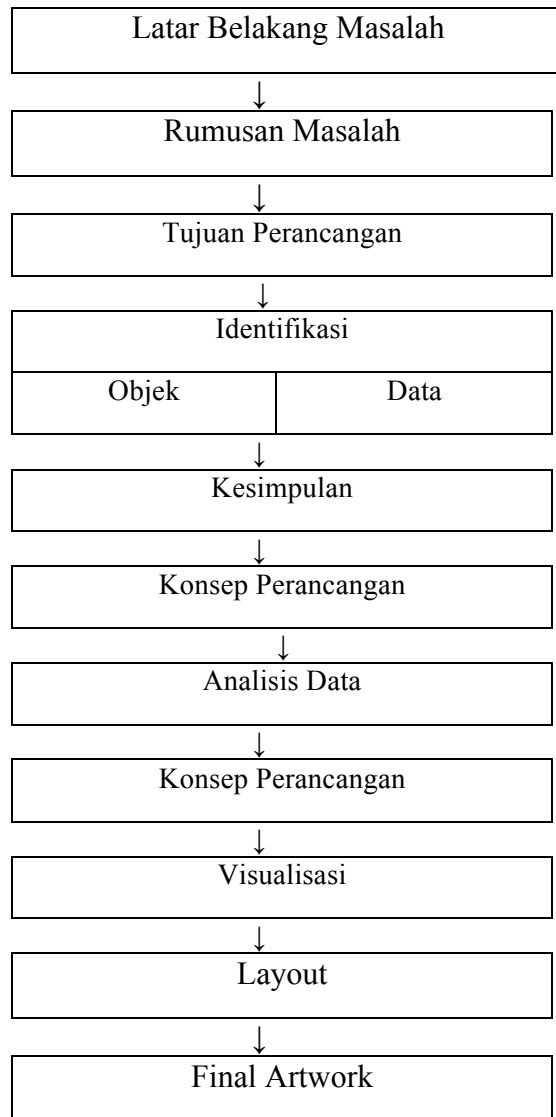 Latar Belakang Masalah
↓
Rumusan Masalah
↓
Tujuan Perancangan
↓
Identifikasi
Objek Data
↓
Kesimpulan
↓
Konsep Perancangan
↓
Analisis Data
↓
Konsep Perancangan
↓
Visualisasi
↓
Layout
↓
Final Artwork